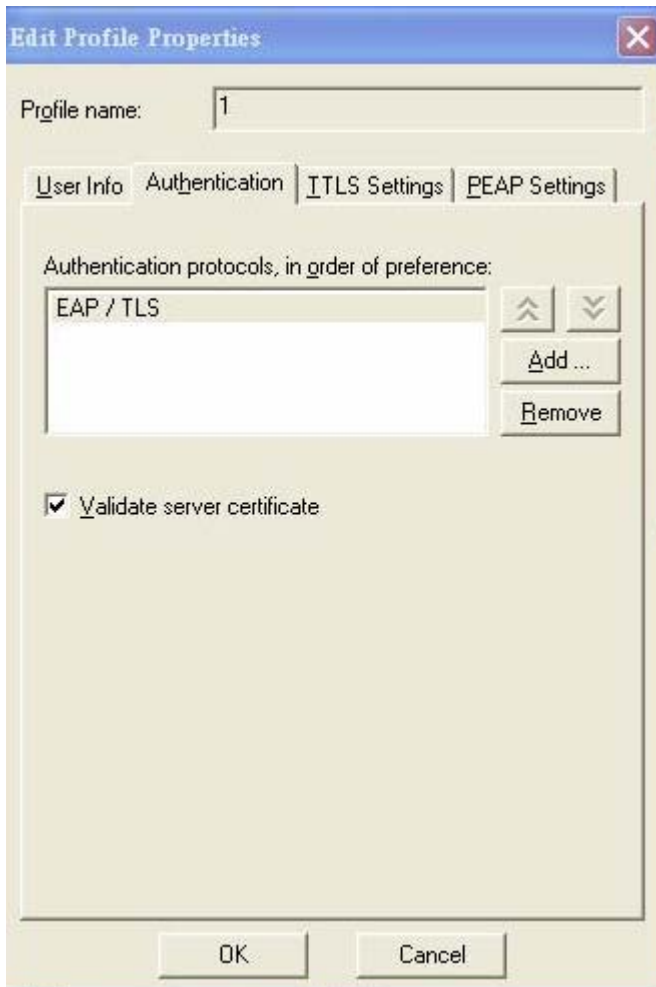 Edit Profile Properties
Profile name: 1
User Info Authentication TTLS Settings PEAP Settings
Authentication protocols, in order of preference:
EAP / TLS
Add ...
Remove
Validate server certificate
OK Cancel